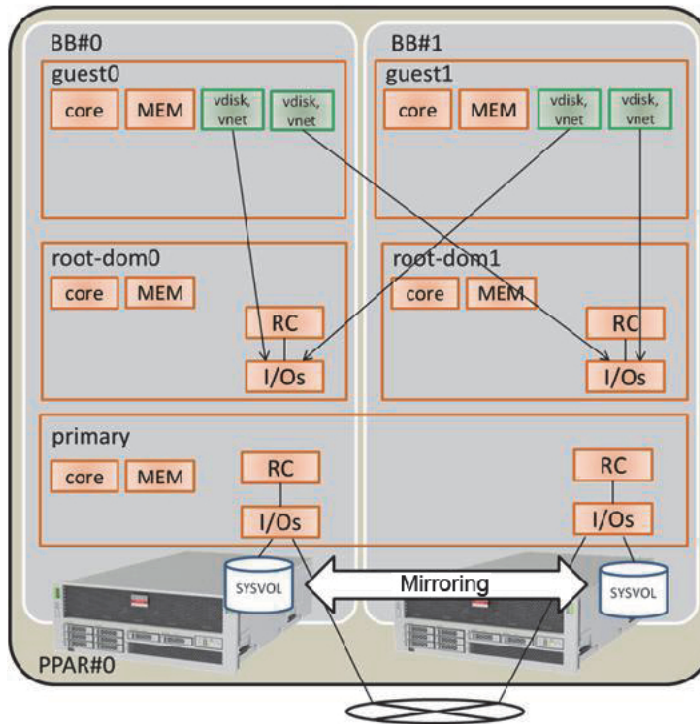 BB#0
BB#1
guest0
guest1
core MEM vdisk, vnet vdisk, vnet
core MEM vdisk, vnet vdisk, vnet
root-dom0
root-dom1
core MEM
core MEM
RC
RC
I/Os
I/Os
primary
core MEM
RC
RC
I/Os
I/Os
SYSVOL
Mirroring
SYSVOL
PPAR#0